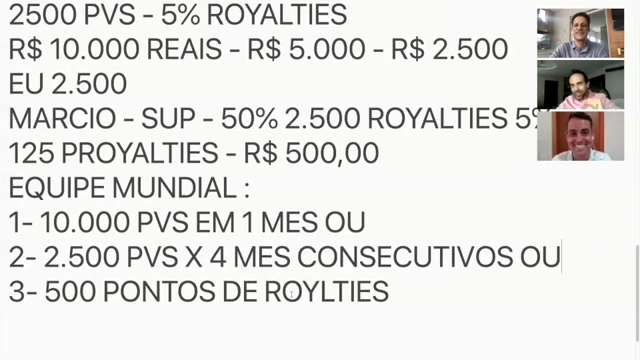 2500 PVS - 5% ROYALTIES
R$ 10.000 REAIS - R$ 5.000 - R$ 2.500
EU 2.500
MARCIO - SUP - 50% 2.500 ROYALTIES 5%
125 PROYALTIES - R$ 500,00
EQUIPE MUNDIAL :
1- 10.000 PVS EM 1 MES OU
2- 2.500 PVS X 4 MES CONSECUTIVOS OU
3- 500 PONTOS DE ROYLTIES